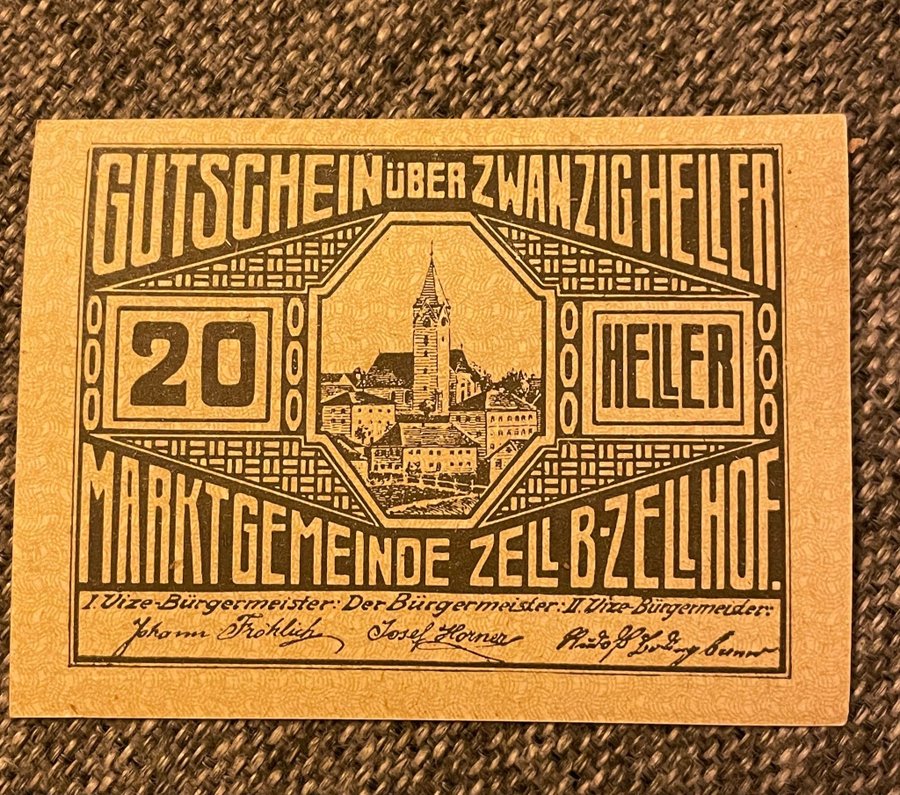 GUTSCHEIN ÜBER ZWANZIG HELLER
20
HELLER
MARKTGEMEINDE ZELL B-ZELLHOF.
I. Vize-Bürgermeister: Der Bürgermeister: II. Vize-Bürgermeister:
Johann Fröhlich Josef Horner Rudolf